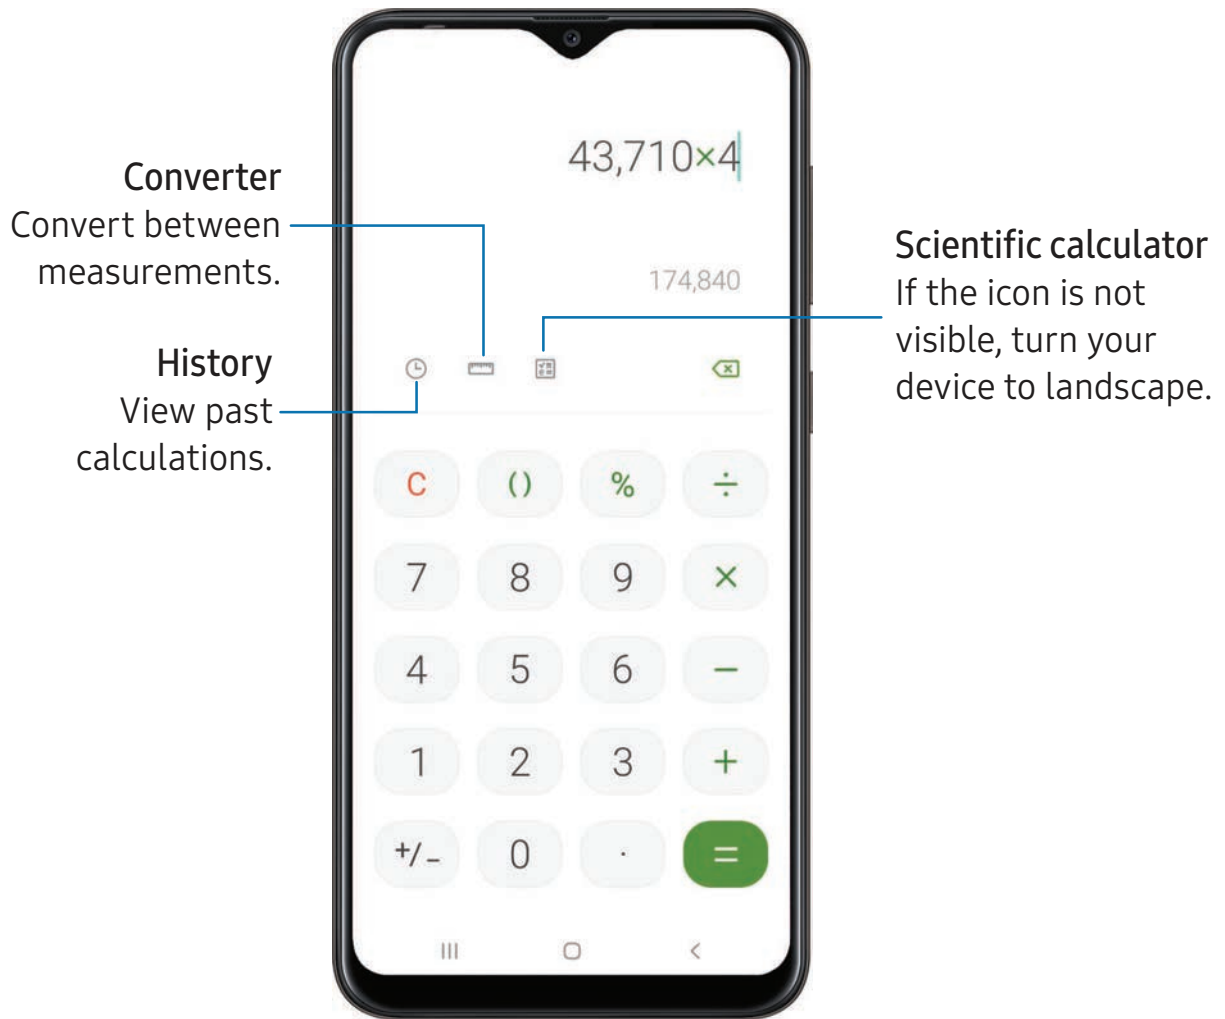 43,710×4
Converter
Convert between
measurements.
174,840
Scientific calculator
If the icon is not
visible, turn your
device to landscape.
History
View past
calculations.
C () % ÷
7 8 9 ×
4 5 6 −
1 2 3 +
+/− 0 . =